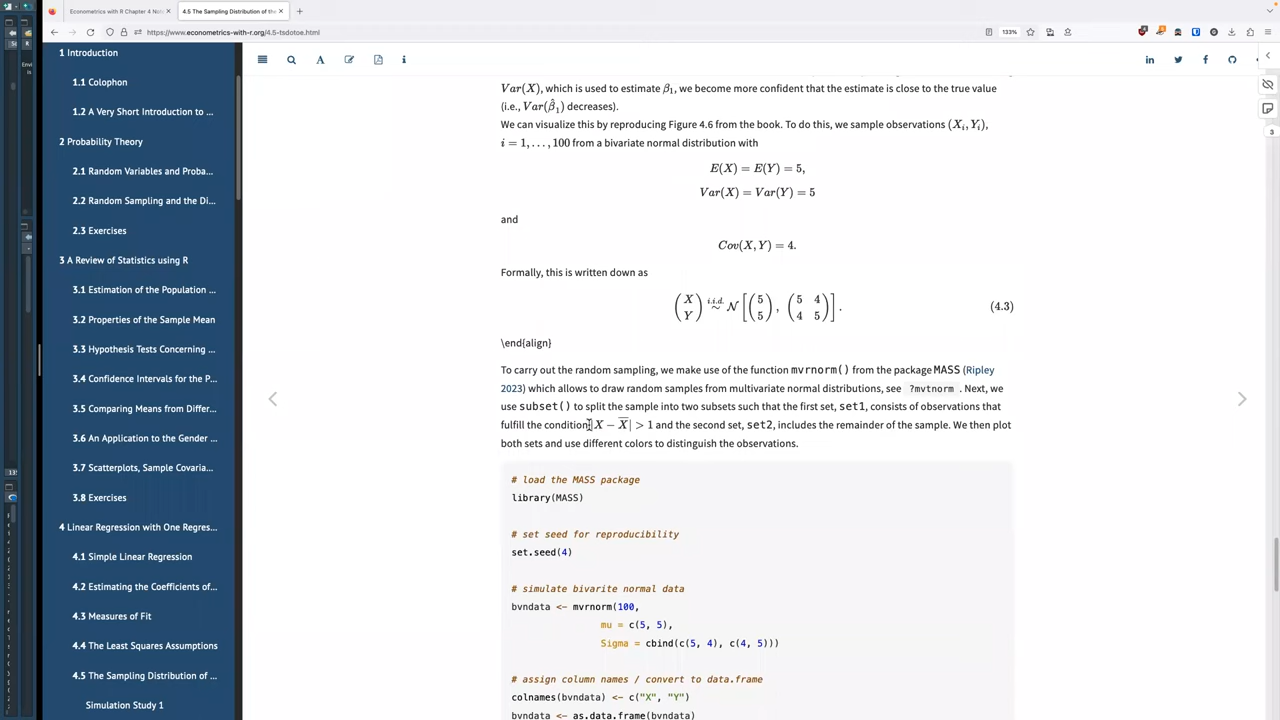 Econometrics with R Chapter 4 Note
4.5 The Sampling Distribution of the
https://www.econometrics-with-r.org/4.5-tsdotoe.html
133%
1 Introduction
1.1 Colophon
1.2 A Very Short Introduction to ...
2 Probability Theory
2.1 Random Variables and Proba...
2.2 Random Sampling and the Di...
2.3 Exercises
3 A Review of Statistics using R
3.1 Estimation of the Population ...
3.2 Properties of the Sample Mean
3.3 Hypothesis Tests Concerning ...
3.4 Confidence Intervals for the P...
3.5 Comparing Means from Differ...
3.6 An Application to the Gender ...
3.7 Scatterplots, Sample Covaria...
3.8 Exercises
4 Linear Regression with One Regres...
4.1 Simple Linear Regression
4.2 Estimating the Coefficients of...
4.3 Measures of Fit
4.4 The Least Squares Assumptions
4.5 The Sampling Distribution of ...
Simulation Study 1
Var(X), which is used to estimate β₁, we become more confident that the estimate is close to the true value
(i.e., Var(β̂₁) decreases).
We can visualize this by reproducing Figure 4.6 from the book. To do this, we sample observations (Xᵢ, Yᵢ),
i = 1, . . . , 100 from a bivariate normal distribution with
E(X) = E(Y) = 5,
Var(X) = Var(Y) = 5
and
Cov(X, Y) = 4.
Formally, this is written down as
(X Y) i.i.d. ∼ N [(5 5), (5 4 4 5)]. (4.3)
\end{align}
To carry out the random sampling, we make use of the function mvrnorm() from the package MASS (Ripley
2023) which allows to draw random samples from multivariate normal distributions, see ?mvtnorm . Next, we
use subset() to split the sample into two subsets such that the first set, set1, consists of observations that
fulfill the condition |X − X̅| > 1 and the second set, set2, includes the remainder of the sample. We then plot
both sets and use different colors to distinguish the observations.
# load the MASS package
library(MASS)
# set seed for reproducibility
set.seed(4)
# simulate bivarite normal data
bvndata <- mvrnorm(100,
mu = c(5, 5),
Sigma = cbind(c(5, 4), c(4, 5)))
# assign column names / convert to data.frame
colnames(bvndata) <- c("X", "Y")
bvndata <- as.data.frame(bvndata)
3